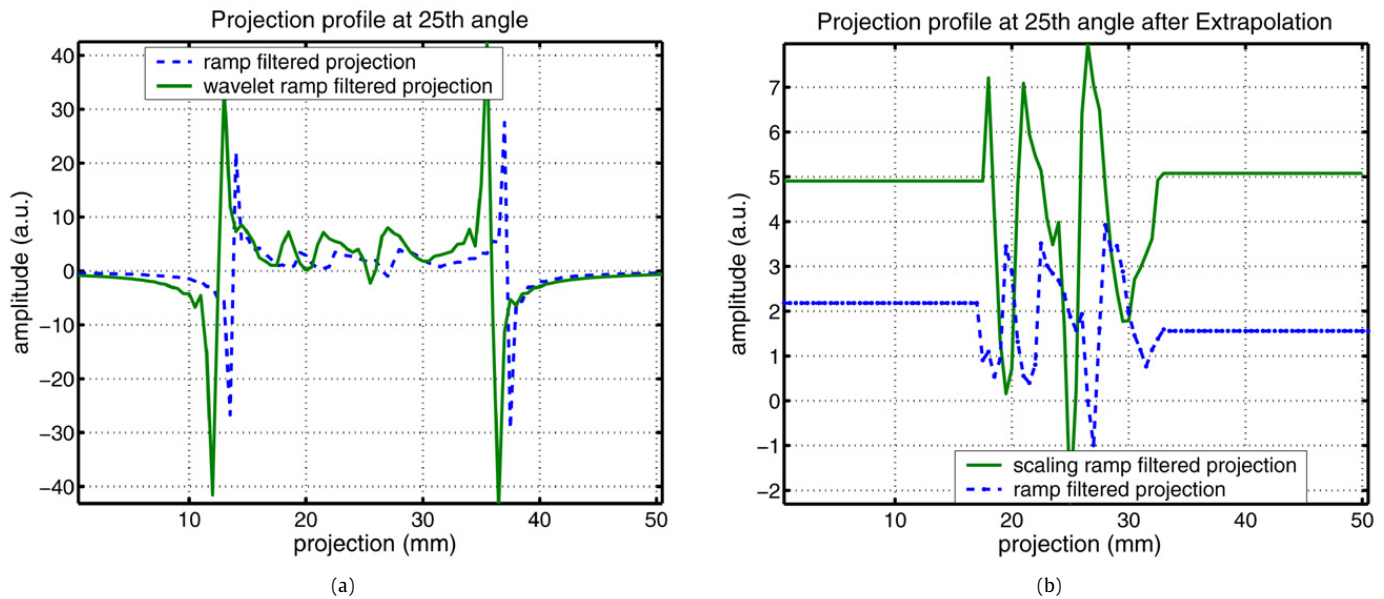 Projection profile at 25th angle
ramp filtered projection
wavelet ramp filtered projection
amplitude (a.u.)
40
30
20
10
0
−10
−20
−30
−40
10
20
30
40
50
projection (mm)
(a)
Projection profile at 25th angle after Extrapolation
amplitude (a.u.)
7
6
5
4
3
2
1
0
−1
−2
scaling ramp filtered projection
ramp filtered projection
10
20
30
40
50
projection (mm)
(b)